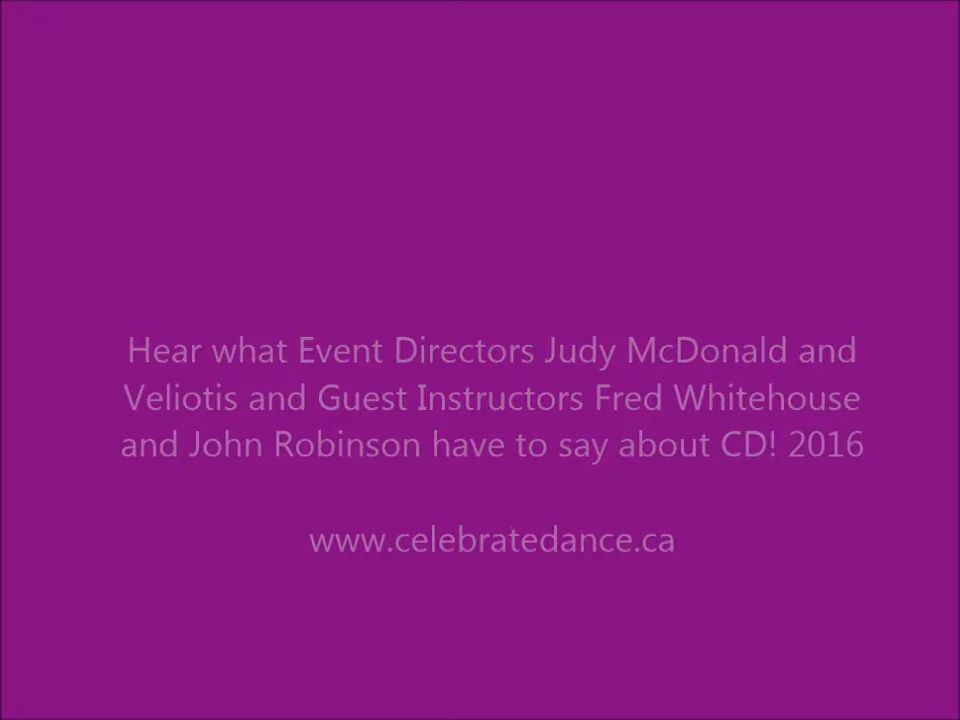 Hear what Event Directors Judy McDonald and
Veliotis and Guest Instructors Fred Whitehouse
and John Robinson have to say about CD! 2016
www.celebratedance.ca